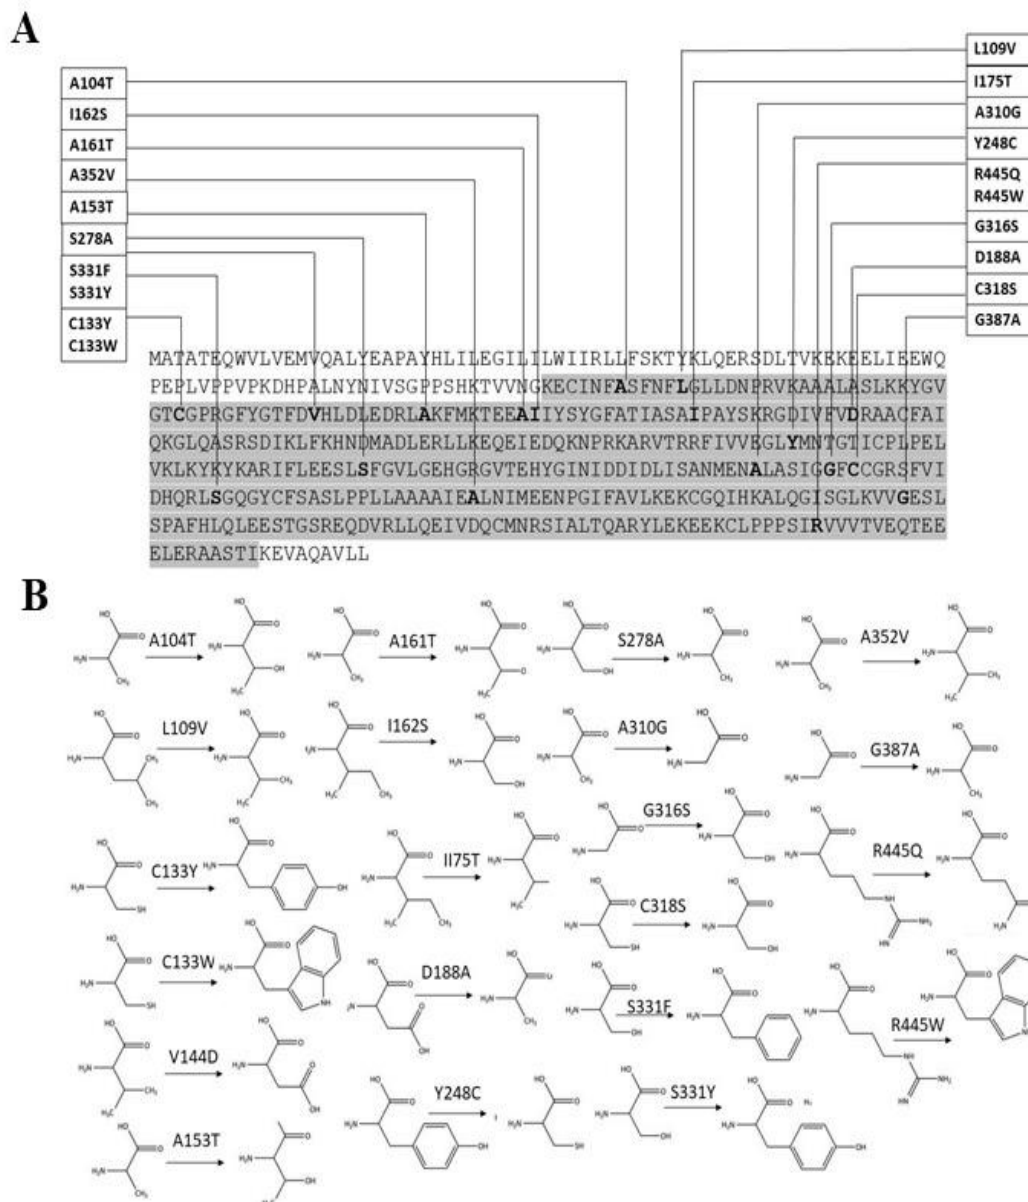 A
A104T
I162S
A161T
A352V
A153T
S278A
S331F
S331Y
C133Y
C133W
L109V
I175T
A310G
Y248C
R445Q
R445W
G316S
D188A
C318S
G387A
MATATEQWVLVEMVQALYEAPAYHLILEGILILWIIRLLFSKTYKLQERSDLTVKEKEELIEEWQ
PEPLVPPVPKDHPALNYNIVSGPPSHKTVVNGKECINFASFNFLGLLDNPRVKAAALASLKKYGV
GTCGPRGFYGTFDVHLDLEDRLAKFMKTEEAIIYSYGFATIASAIPAYSKRGDIVFVDRAACFAI
QKGLQASRSDIKLFKHNDMADLERLLKEQEIEDQKNPRKARVTRRFIVVEGLYMNTGTICPLPEL
VKLKYKYKARIFLEESLSFGVLGEHGRGVTEHYGINIDDIDLISANMENALASIGGFCCGRSFVI
DHQRLSGQGYCFSASLPPLLAAAAIEALNIMEENPGIFAVLKEKCGQIHKALQGISGLKVVGESL
SPAFHLQLEESTGSREQDVRLLQEIVDQCMNRSIALTQARYLEKEEKCLPPPSIRVVVTVEQTEE
ELERAASTIKEVAQAVLL
B
A104T
A161T
S278A
A352V
L109V
I162S
A310G
G387A
C133Y
II75T
G316S
C318S
R445Q
C133W
D188A
S331F
R445W
V144D
Y248C
S331Y
A153T